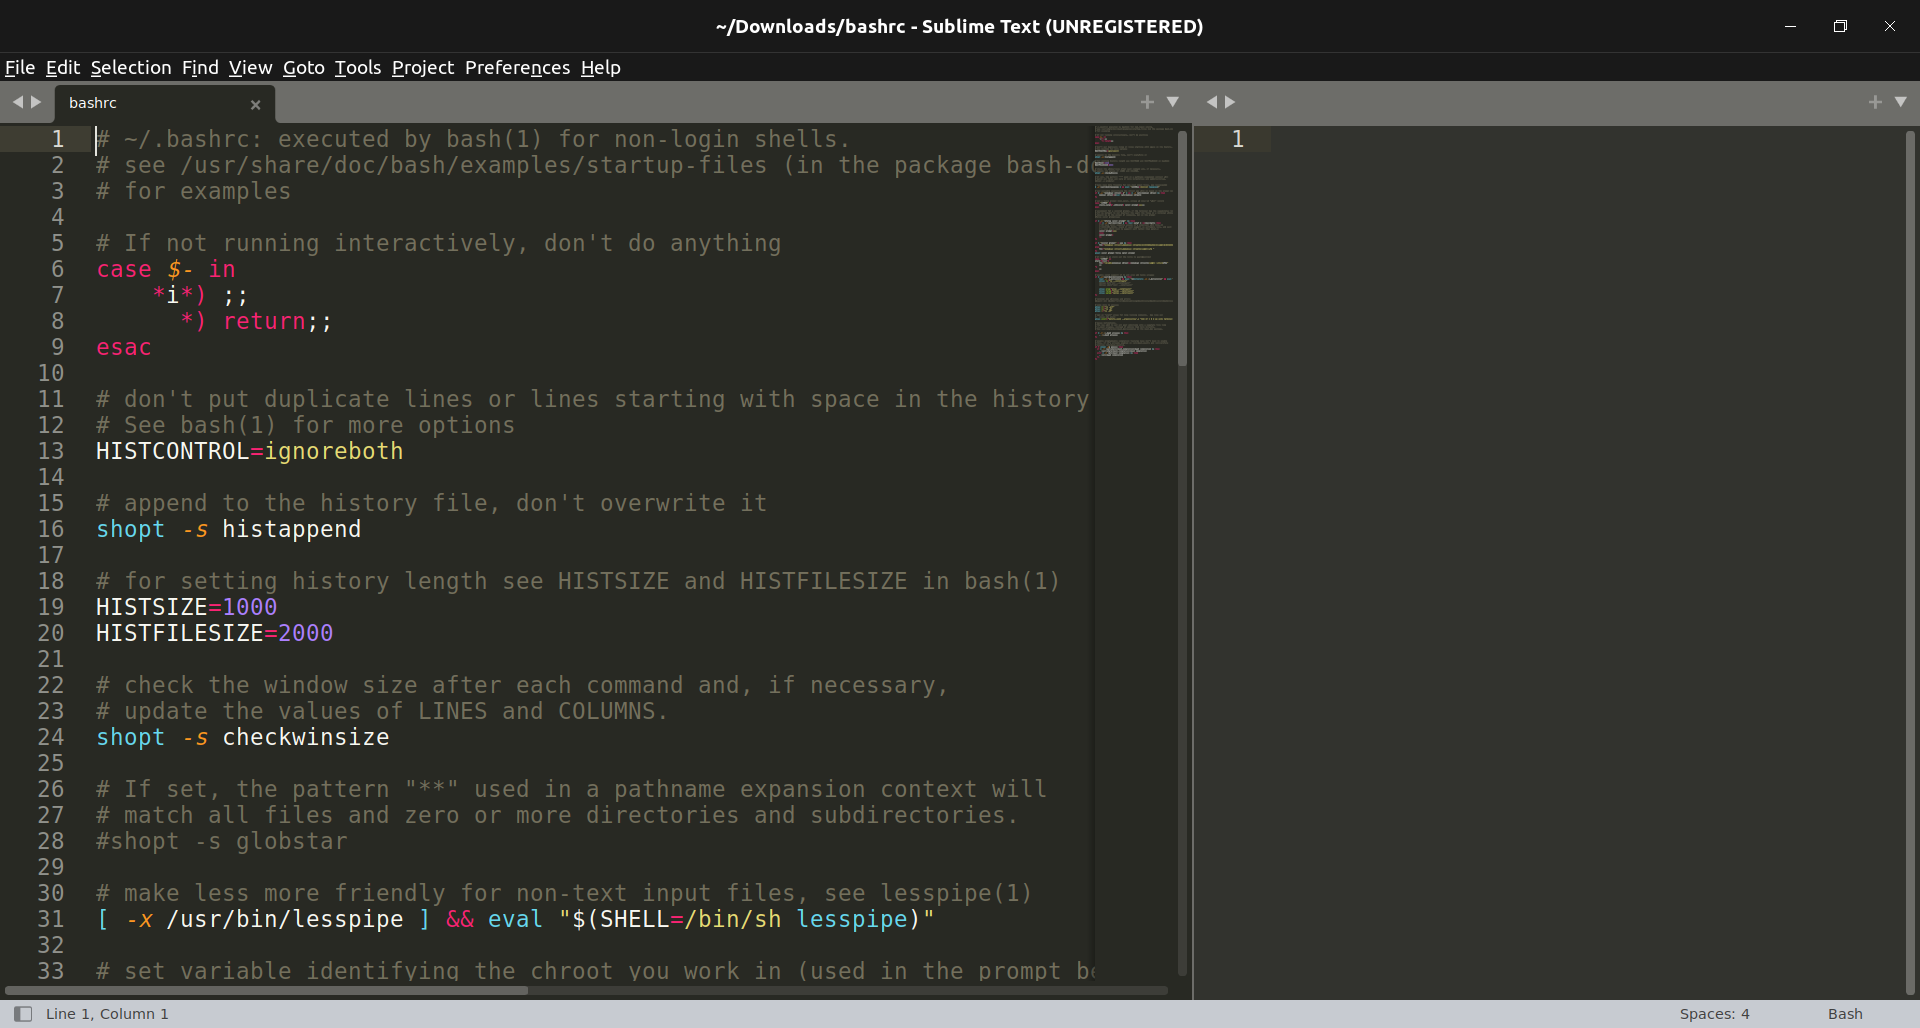 ~/Downloads/bashrc - Sublime Text (UNREGISTERED)
File Edit Selection Find View Goto Tools Project Preferences Help
bashrc
1 # ~/.bashrc: executed by bash(1) for non-login shells.
2 # see /usr/share/doc/bash/examples/startup-files (in the package bash-d
3 # for examples
4
5 # If not running interactively, don't do anything
6 case $- in
7     *i*) ;;
8       *) return;;
9 esac
10
11 # don't put duplicate lines or lines starting with space in the history
12 # See bash(1) for more options
13 HISTCONTROL=ignoreboth
14
15 # append to the history file, don't overwrite it
16 shopt -s histappend
17
18 # for setting history length see HISTSIZE and HISTFILESIZE in bash(1)
19 HISTSIZE=1000
20 HISTFILESIZE=2000
21
22 # check the window size after each command and, if necessary,
23 # update the values of LINES and COLUMNS.
24 shopt -s checkwinsize
25
26 # If set, the pattern "**" used in a pathname expansion context will
27 # match all files and zero or more directories and subdirectories.
28 #shopt -s globstar
29
30 # make less more friendly for non-text input files, see lesspipe(1)
31 [ -x /usr/bin/lesspipe ] && eval "$(SHELL=/bin/sh lesspipe)"
32
33 # set variable identifying the chroot you work in (used in the prompt be
1
Line 1, Column 1
Spaces: 4
Bash